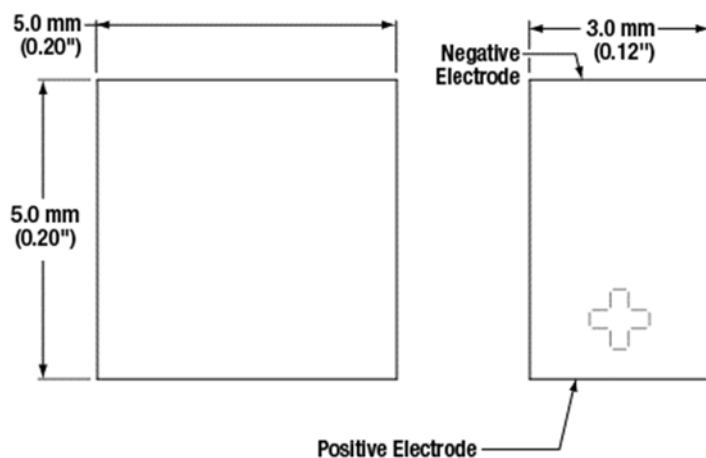 5.0 mm
(0.20")
3.0 mm
(0.12")
Negative
Electrode
5.0 mm
(0.20")
Positive Electrode